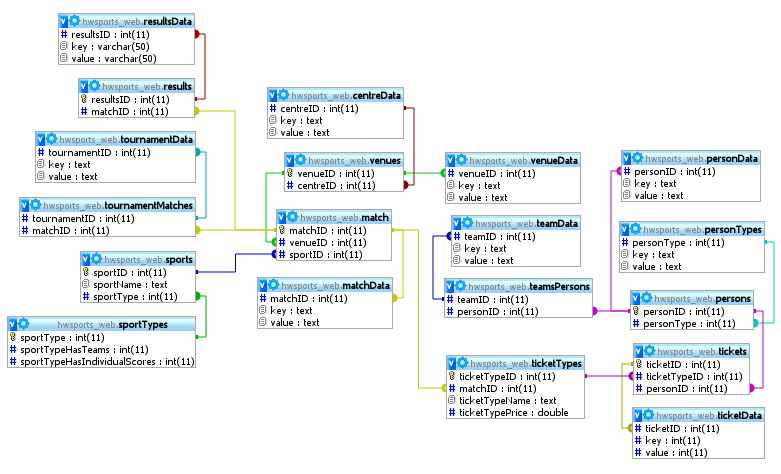 hwsports_web.resultsData
resultsID : int(11)
key : varchar(50)
value : varchar(50)
hwsports_web.results
resultsID : int(11)
matchID : int(11)
hwsports_web.tournamentData
tournamentID : int(11)
key : text
value : text
hwsports_web.tournamentMatches
tournamentID : int(11)
matchID : int(11)
hwsports_web.sports
sportID : int(11)
sportName : text
sportType : int(11)
hwsports_web.sportTypes
sportType : int(11)
sportTypeHasTeams : int(11)
sportTypeHasIndividualScores : int(11)
hwsports_web.centreData
centreID : int(11)
key : text
value : text
hwsports_web.venues
venueID : int(11)
centreID : int(11)
hwsports_web.match
matchID : int(11)
venueID : int(11)
sportID : int(11)
hwsports_web.matchData
matchID : int(11)
key : text
value : text
hwsports_web.venueData
venueID : int(11)
key : text
value : text
hwsports_web.teamData
teamID : int(11)
key : text
value : text
hwsports_web.teamsPersons
teamID : int(11)
personID : int(11)
hwsports_web.ticketTypes
ticketTypeID : int(11)
matchID : int(11)
ticketTypeName : text
ticketTypePrice : double
hwsports_web.personData
personID : int(11)
key : text
value : text
hwsports_web.personTypes
personType : int(11)
key : text
value : text
hwsports_web.persons
personID : int(11)
personType : int(11)
hwsports_web.tickets
ticketID : int(11)
ticketTypeID : int(11)
personID : int(11)
hwsports_web.ticketData
ticketID : int(11)
key : int(11)
value : int(11)